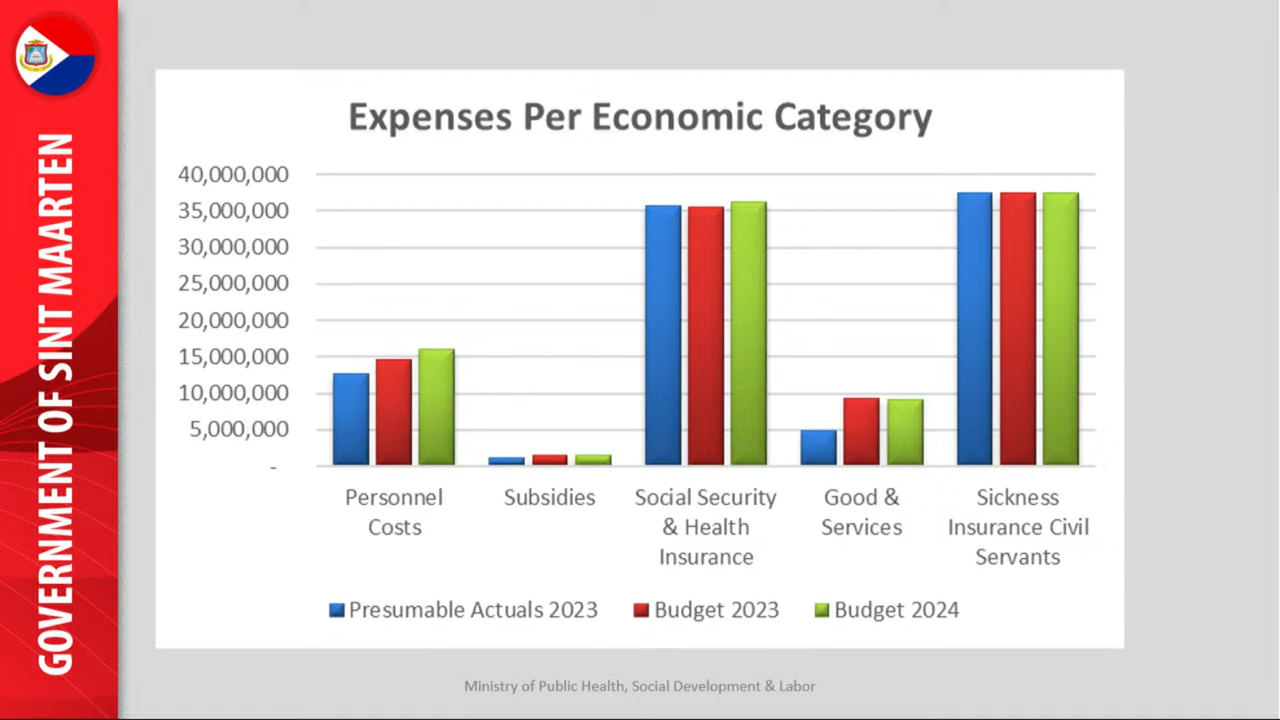 GOVERNMENT OF SINT MAARTEN
Expenses Per Economic Category
40,000,000
35,000,000
30,000,000
25,000,000
20,000,000
15,000,000
10,000,000
5,000,000
-
Personnel
Costs
Subsidies
Social Security
& Health
Insurance
Good &
Services
Sickness
Insurance Civil
Servants
Presumable Actuals 2023
Budget 2023
Budget 2024
Ministry of Public Health, Social Development & Labor